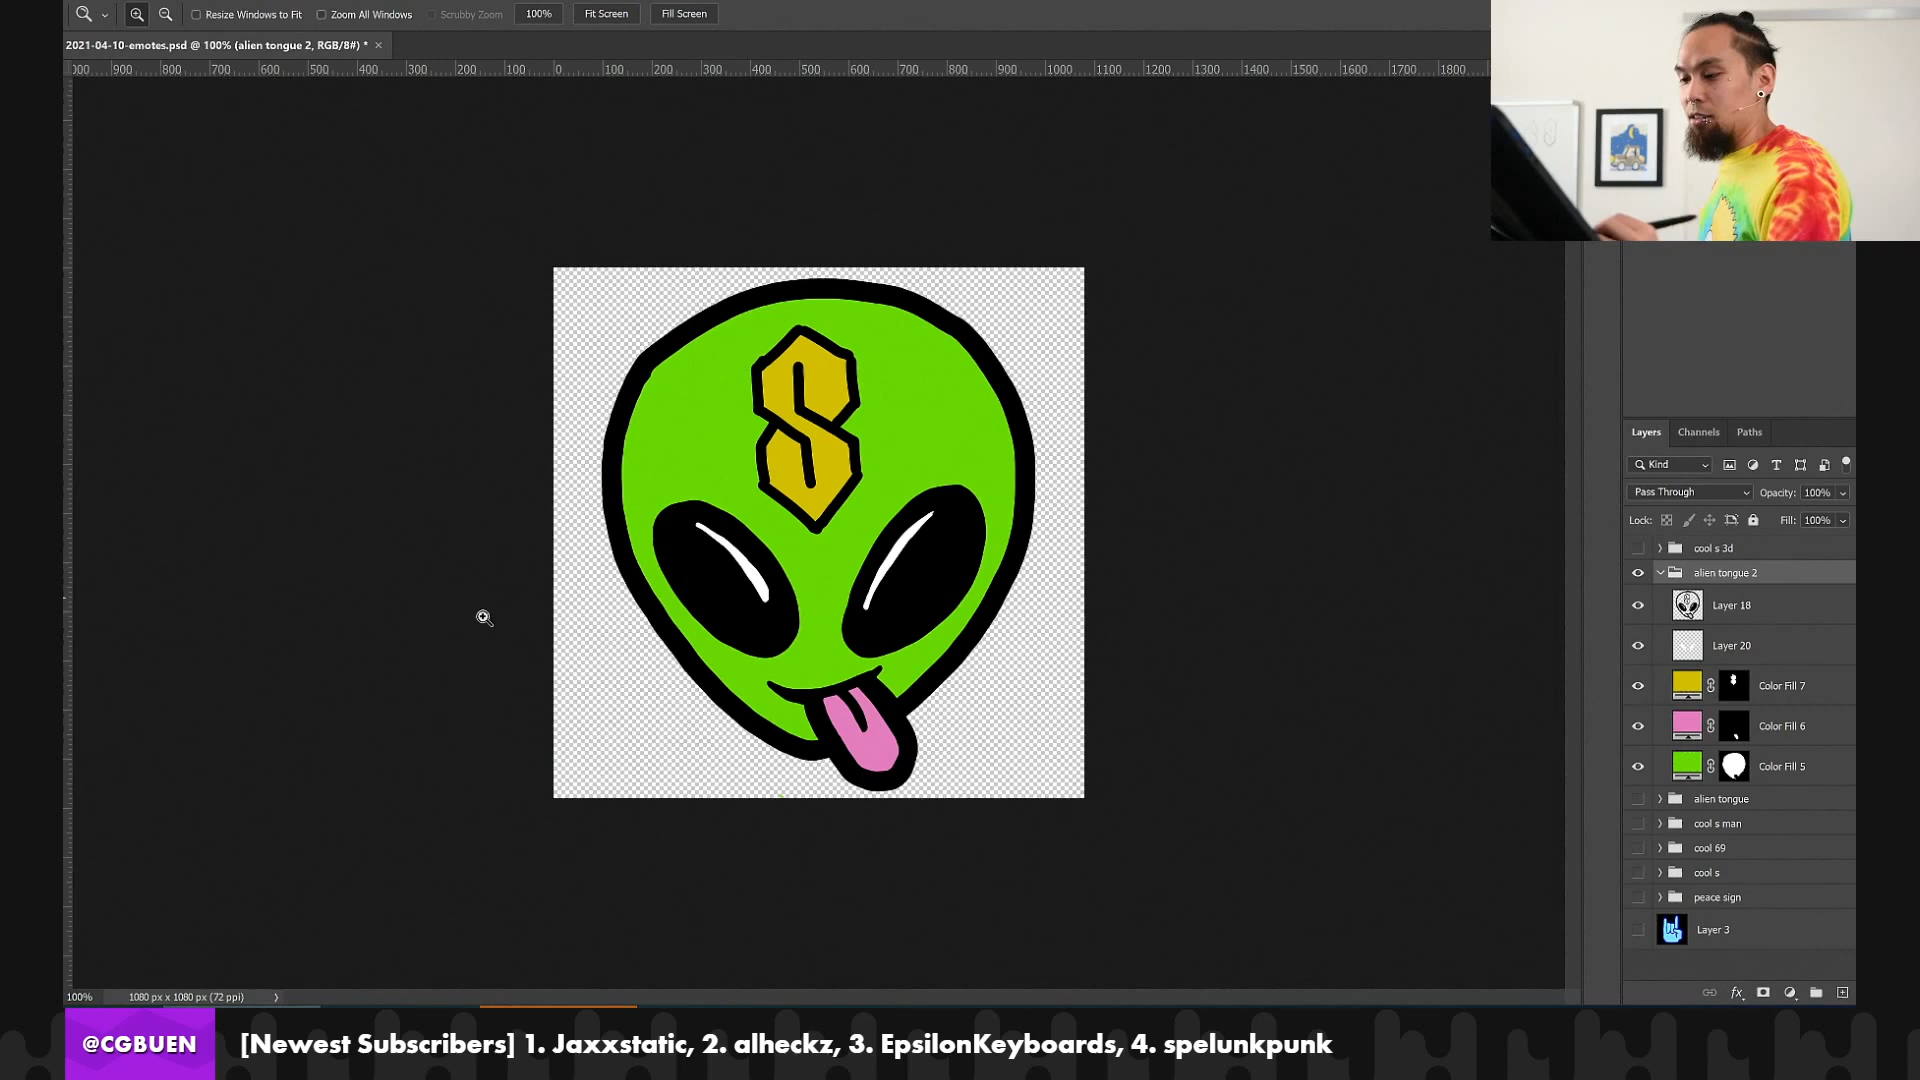 Resize Windows to Fit
Zoom All Windows
Scrubby Zoom
100%
Fit Screen
Fill Screen
2021-04-10-emotes.psd @ 100% (alien tongue 2, RGB/8#) * ×
000 900 800 700 600 500 400 300 200 100 0 100 200 300 400 500 600 700 800 900 1000 1100 1200 1300 1400 1500 1600 1700 1800
Layers
Channels
Paths
Kind
Pass Through
Opacity: 100%
Lock:
Fill: 100%
cool s 3d
alien tongue 2
Layer 18
Layer 20
Color Fill 7
Color Fill 6
Color Fill 5
alien tongue
cool s man
cool 69
cool s
peace sign
Layer 3
fx
100%
1080 px x 1080 px (72 ppi)
@CGBUEN
[Newest Subscribers] 1. Jaxxstatic, 2. alheckz, 3. EpsilonKeyboards, 4. spelunkpunk